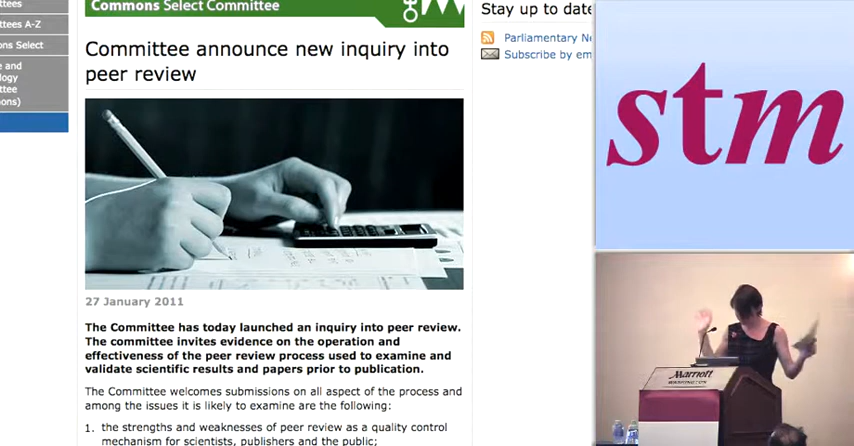 ttees
ttees A-Z
ons Select
e and
logy
ttee
ons)
Commons Select Committee
Committee announce new inquiry into
peer review
27 January 2011
The Committee has today launched an inquiry into peer review.
The committee invites evidence on the operation and
effectiveness of the peer review process used to examine and
validate scientific results and papers prior to publication.
The Committee welcomes submissions on all aspect of the process and
among the issues it is likely to examine are the following:
1. the strengths and weaknesses of peer review as a quality control
mechanism for scientists, publishers and the public;
Stay up to date
Parliamentary Ne
Subscribe by em
stm
Marriott
WASHINGTON